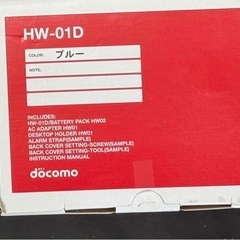 HW-01D
COLOR: ブルー
NOTE:
INCLUDES:
HW-01D/BATTERY PACK HW02
AC ADAPTER HW01
DESKTOP HOLDER HW01
ALARM STRAP(SAMPLE)
BACK COVER SETTING-SCREW(SAMPLE)
BACK COVER SETTING-TOOL(SAMPLE)
INSTRUCTION MANUAL
döcomo